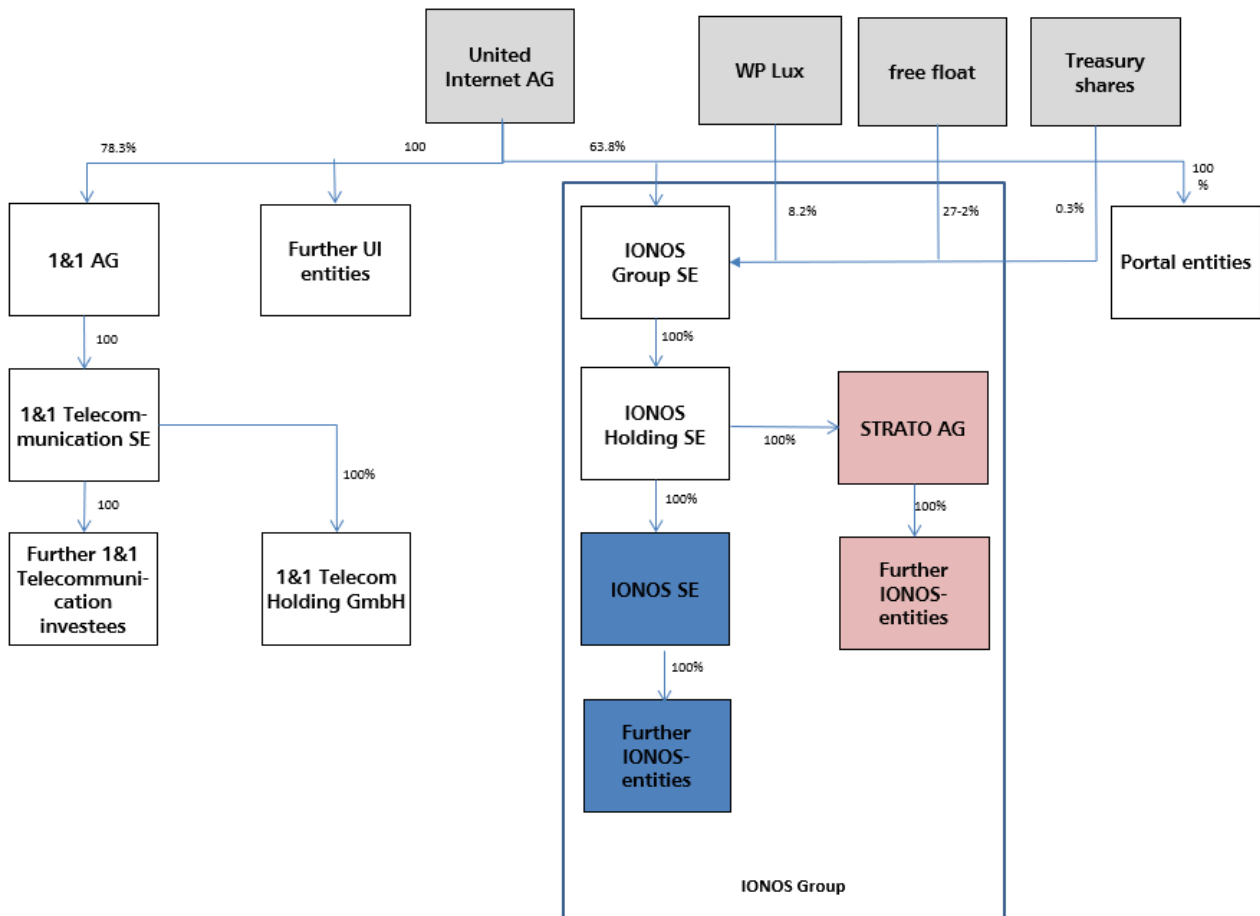 United
Internet AG
WP Lux
free float
Treasury
shares
78.3%
100
63.8%
100
%
8.2%
27-2%
0.3%
1&1 AG
Further UI
entities
IONOS
Group SE
Portal entities
100
100%
1&1 Telecom-
munication SE
IONOS
Holding SE
STRATO AG
100%
100%
100
100%
100%
Further 1&1
Telecommuni-
cation
investees
1&1 Telecom
Holding GmbH
IONOS SE
Further
IONOS-
entities
100%
Further
IONOS-
entities
IONOS Group